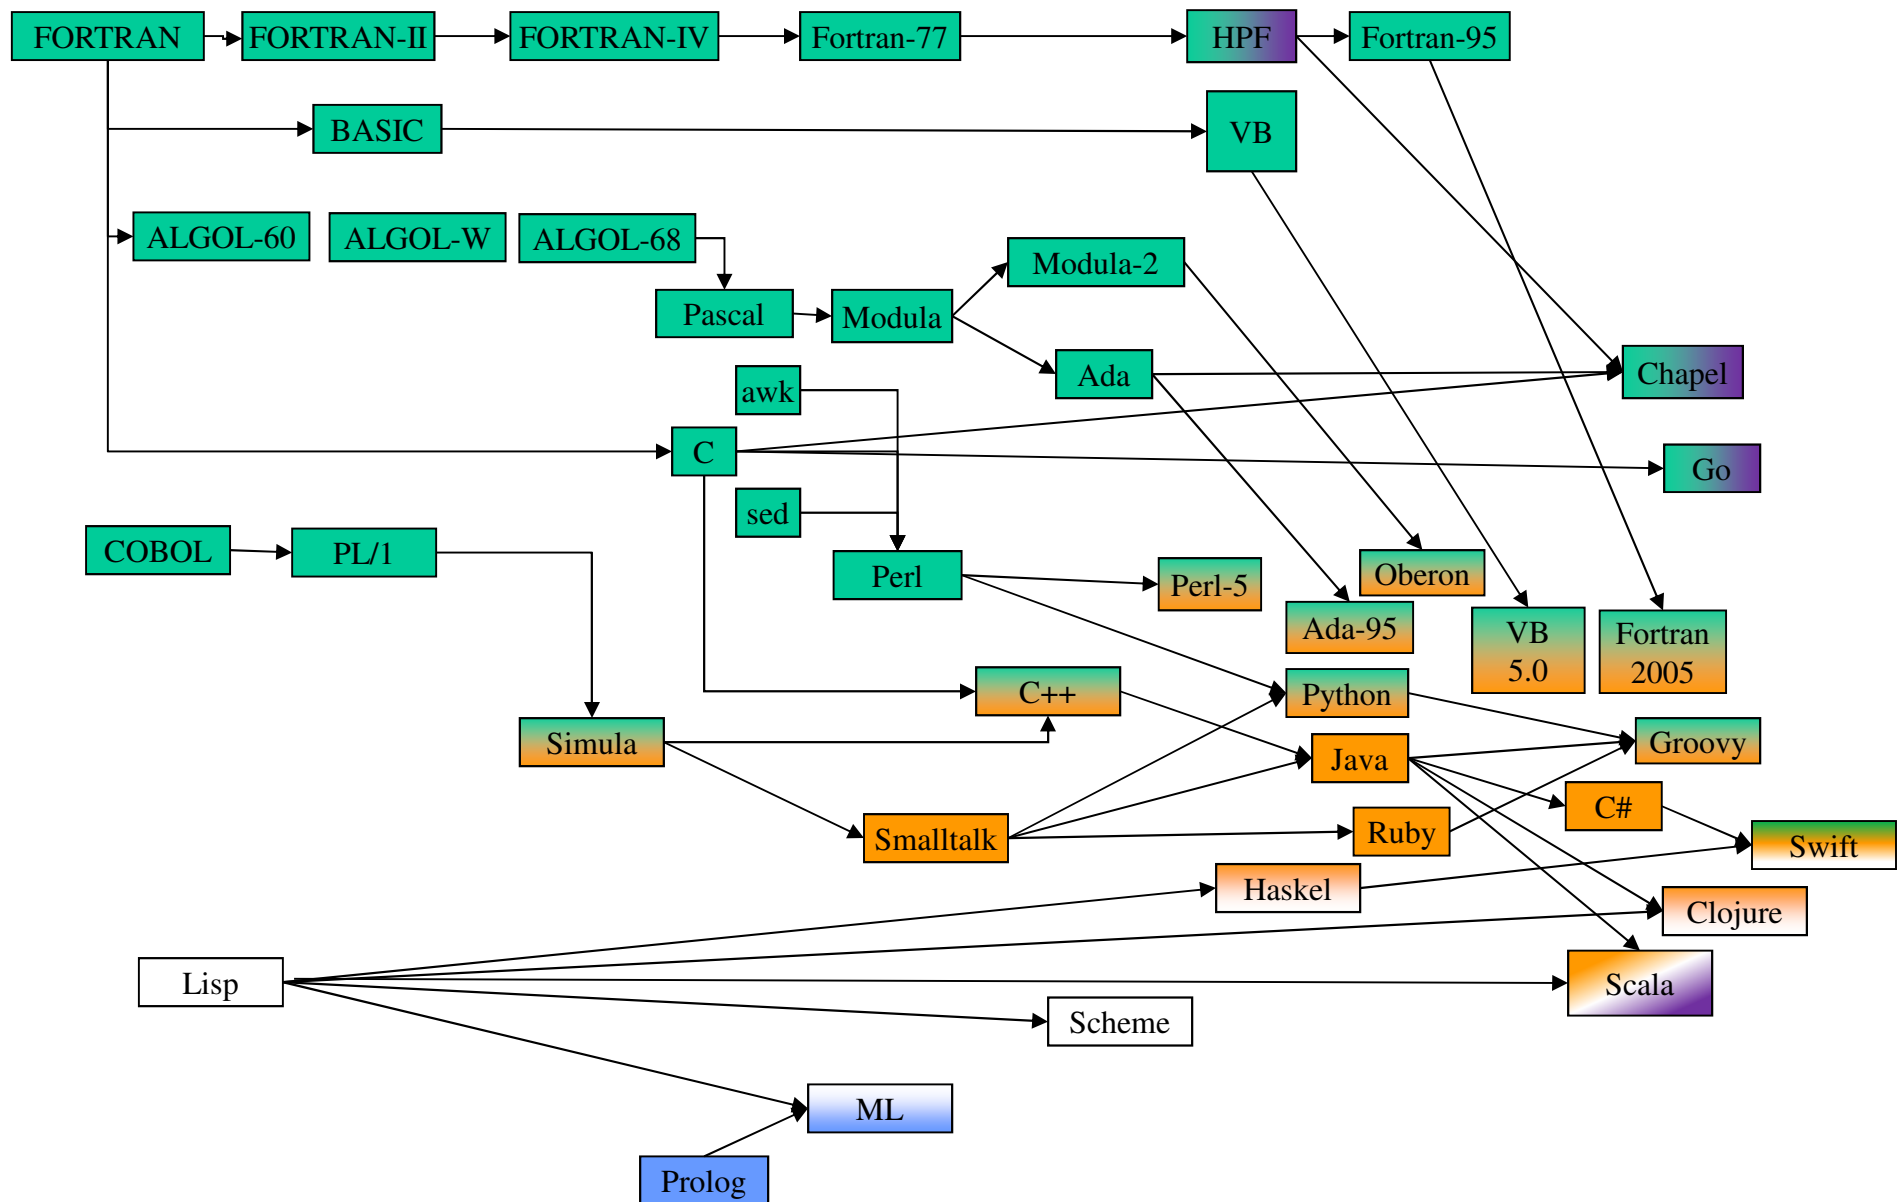 FORTRAN
FORTRAN-II
FORTRAN-IV
Fortran-77
HPF
Fortran-95
BASIC
VB
ALGOL-60
ALGOL-W
ALGOL-68
Modula-2
Pascal
Modula
Ada
Chapel
awk
C
Go
sed
COBOL
PL/1
Perl
Perl-5
Oberon
Ada-95
VB
5.0
Fortran
2005
C++
Python
Simula
Java
Groovy
C#
Smalltalk
Ruby
Swift
Haskel
Clojure
Lisp
Scala
Scheme
ML
Prolog